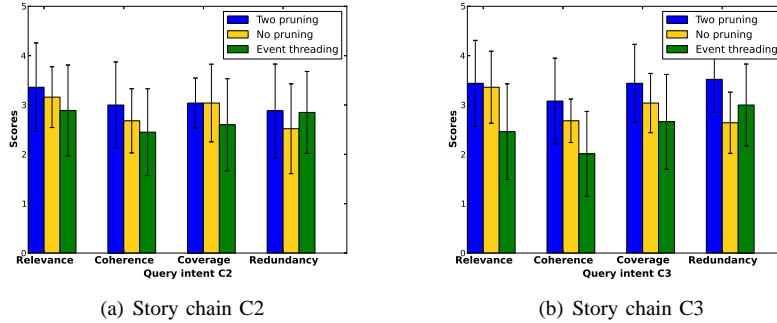 5
4
3
2
1
0
Scores
Two pruning
No pruning
Event threading
Relevance Coherence Coverage Redundancy
Query intent C2
(a) Story chain C2
5
4
3
2
1
0
Scores
Two pruning
No pruning
Event threading
Relevance Coherence Coverage Redundancy
Query intent C3
(b) Story chain C3